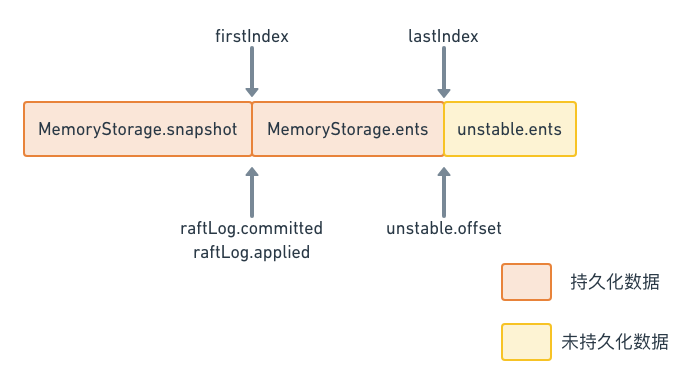 firstIndex
lastIndex
MemoryStorage.snapshot
MemoryStorage.ents
unstable.ents
raftLog.committed
raftLog.applied
unstable.offset
持久化数据
未持久化数据